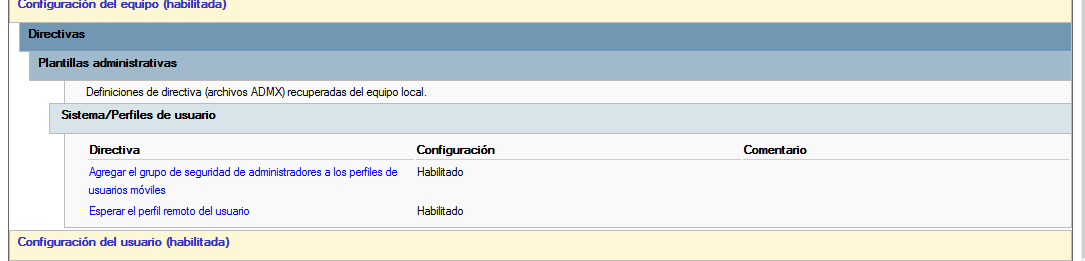 Configuración del equipo (habilitada)
Directivas
Plantillas administrativas
Definiciones de directiva (archivos ADMX) recuperadas del equipo local.
Sistema/Perfiles de usuario
Directiva Configuración Comentario
Agregar el grupo de seguridad de administradores a los perfiles de Habilitado
usuarios móviles
Esperar el perfil remoto del usuario Habilitado
Configuración del usuario (habilitada)